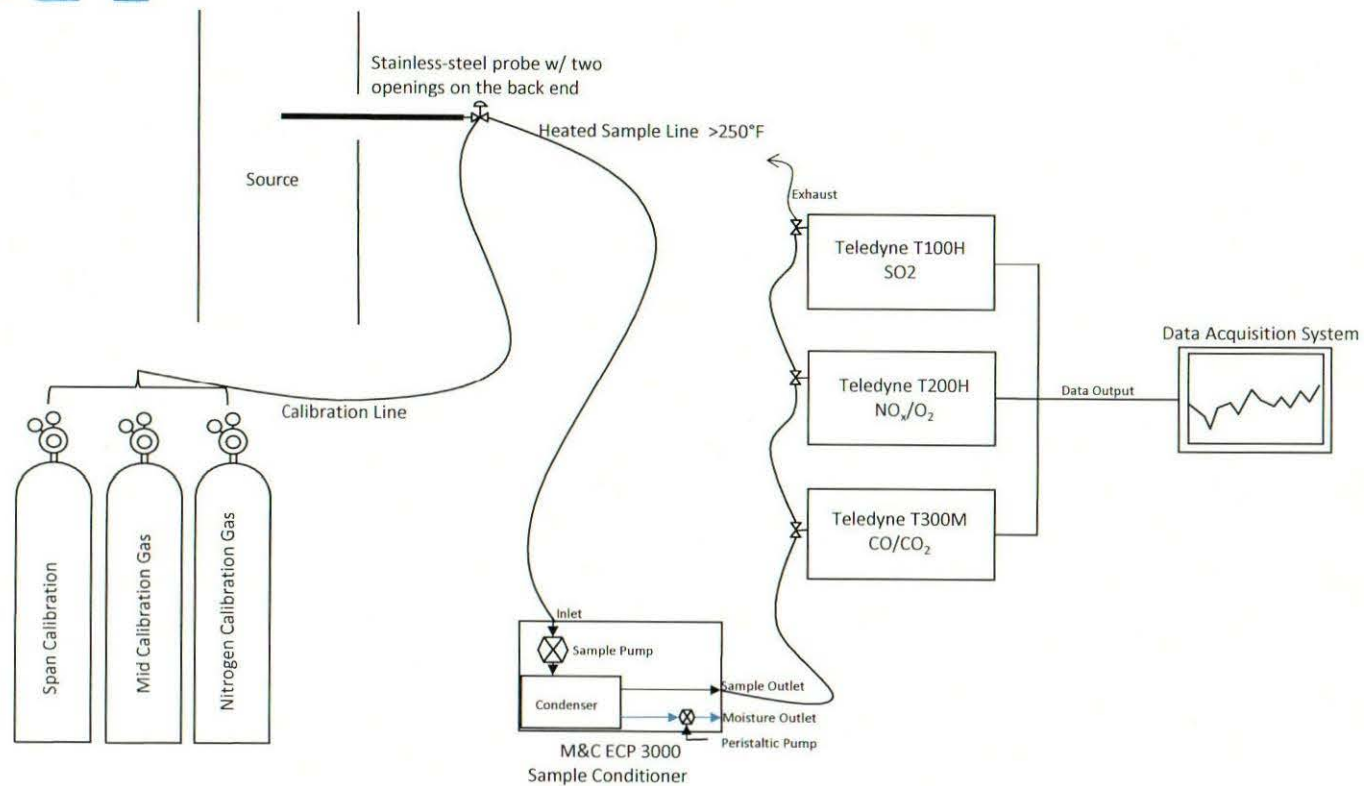 Stainless-steel probe w/ two
openings on the back end
Heated Sample Line >250°F
Source
Exhaust
Teledyne T100H
SO2
Data Acquisition System
Teledyne T200H
NOₓ/O₂
Data Output
Calibration Line
Teledyne T300M
CO/CO₂
Span Calibration
Mid Calibration Gas
Nitrogen Calibration Gas
Inlet
Sample Pump
Sample Outlet
Condenser
Moisture Outlet
Peristaltic Pump
M&C ECP 3000
Sample Conditioner